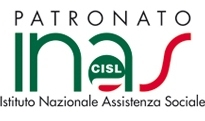 PATRONATO
inas
CISL
Istituto Nazionale Assistenza Sociale